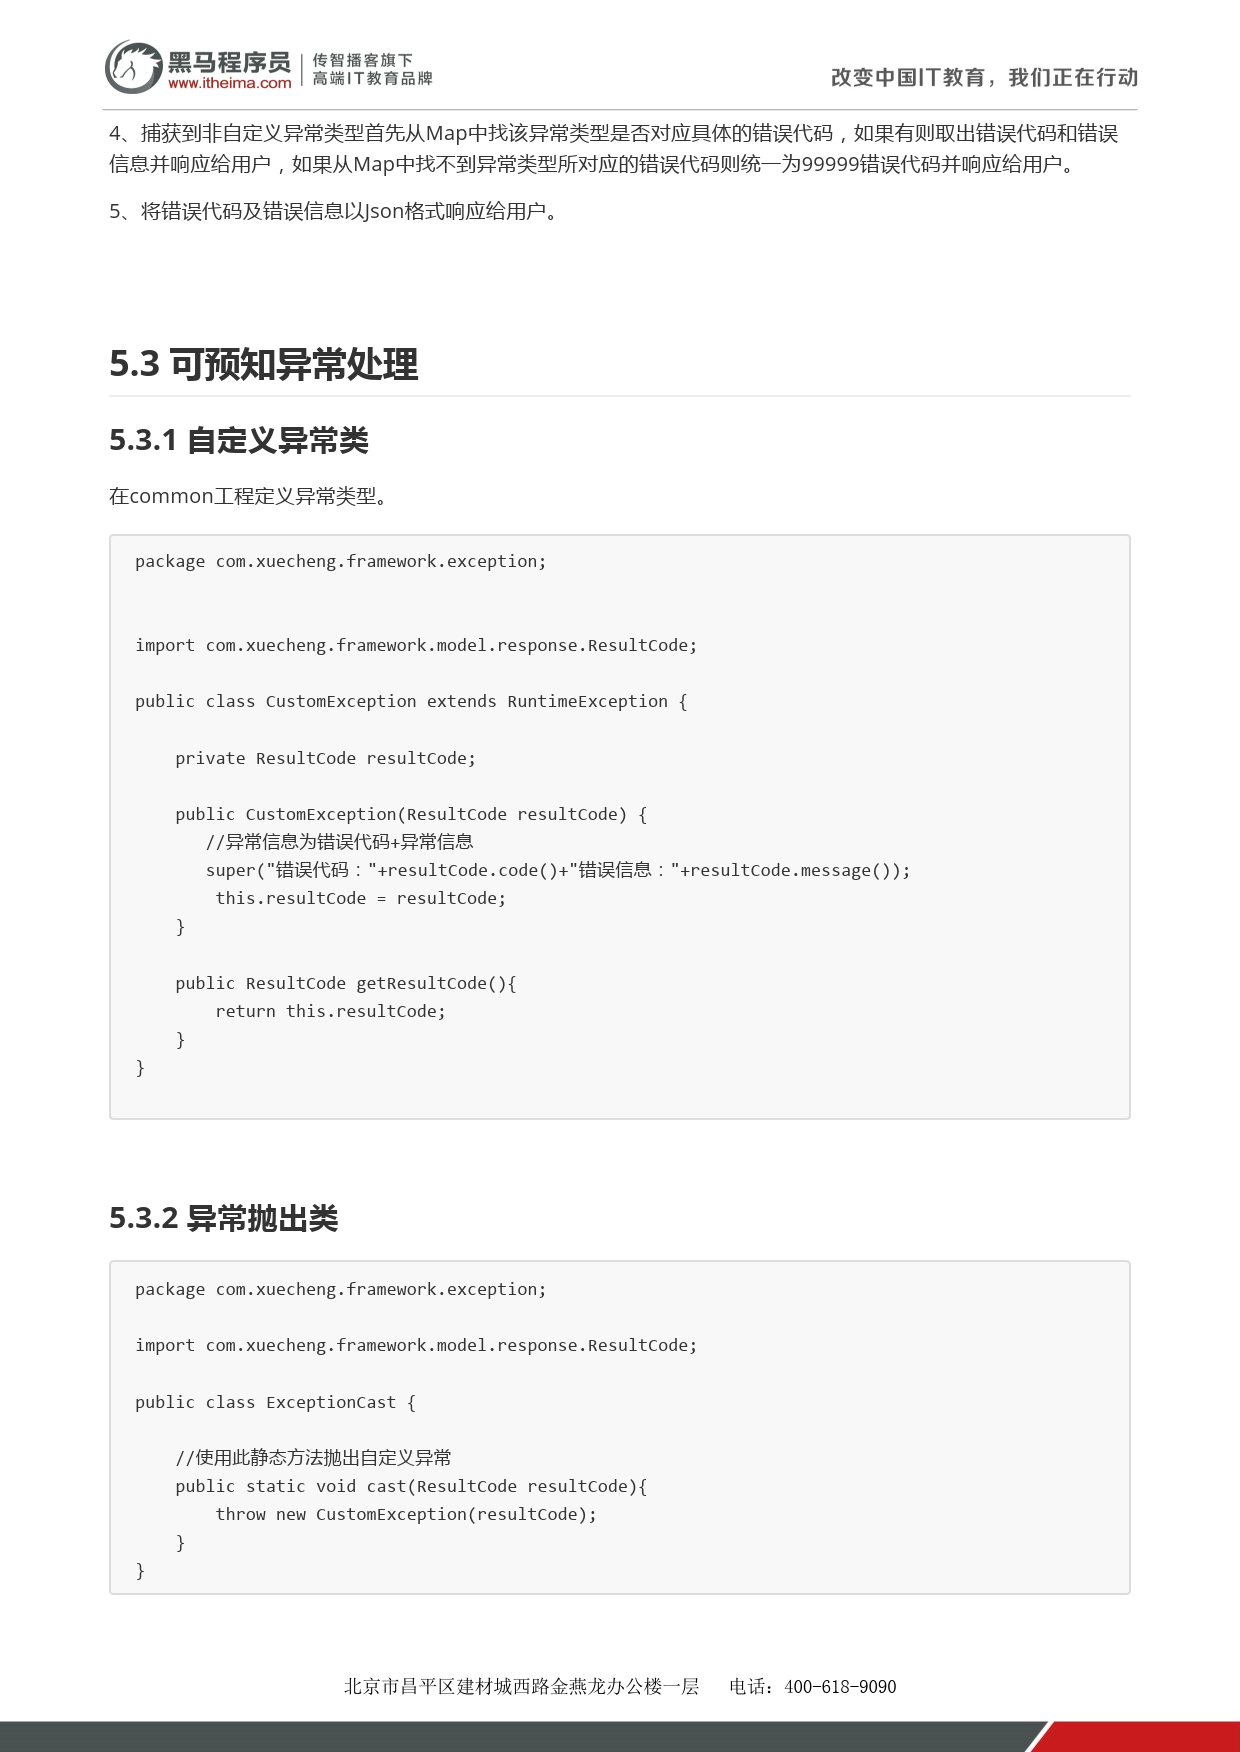 黑马程序员
www.itheima.com
传智播客旗下
高端IT教育品牌
改变中国IT教育，我们正在行动
4、捕获到非自定义异常类型首先从Map中找该异常类型是否对应具体的错误代码，如果有则取出错误代码和错误
信息并响应给用户，如果从Map中找不到异常类型所对应的错误代码则统一为99999错误代码并响应给用户。
5、将错误代码及错误信息以Json格式响应给用户。
5.3 可预知异常处理
5.3.1 自定义异常类
在common工程定义异常类型。
package com.xuecheng.framework.exception;
import com.xuecheng.framework.model.response.ResultCode;
public class CustomException extends RuntimeException {
    private ResultCode resultCode;
    public CustomException(ResultCode resultCode) {
       //异常信息为错误代码+异常信息
       super("错误代码："+resultCode.code()+"错误信息："+resultCode.message());
        this.resultCode = resultCode;
    }
    public ResultCode getResultCode(){
        return this.resultCode;
    }
}
5.3.2 异常抛出类
package com.xuecheng.framework.exception;
import com.xuecheng.framework.model.response.ResultCode;
public class ExceptionCast {
    //使用此静态方法抛出自定义异常
    public static void cast(ResultCode resultCode){
        throw new CustomException(resultCode);
    }
}
北京市昌平区建材城西路金燕龙办公楼一层 电话：400-618-9090